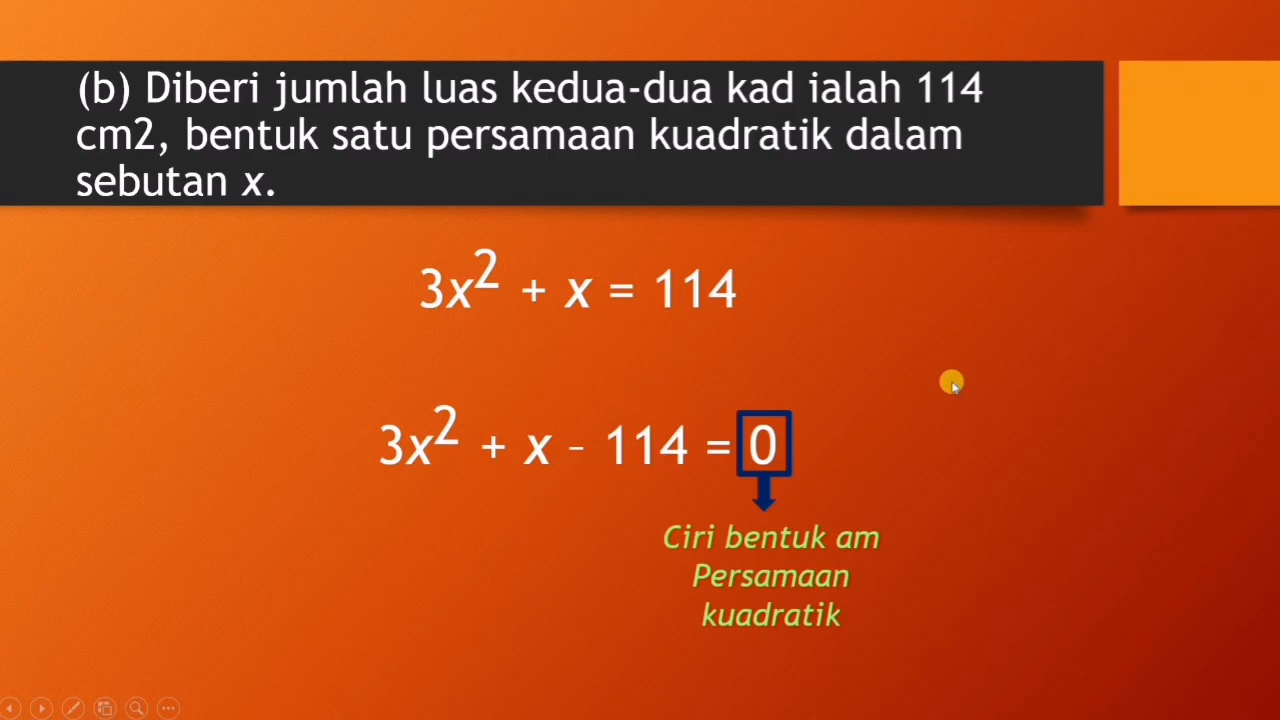 (b) Diberi jumlah luas kedua-dua kad ialah 114
cm2, bentuk satu persamaan kuadratik dalam
sebutan x.
3x² + x = 114
3x² + x – 114 = 0
Ciri bentuk am
Persamaan
kuadratik